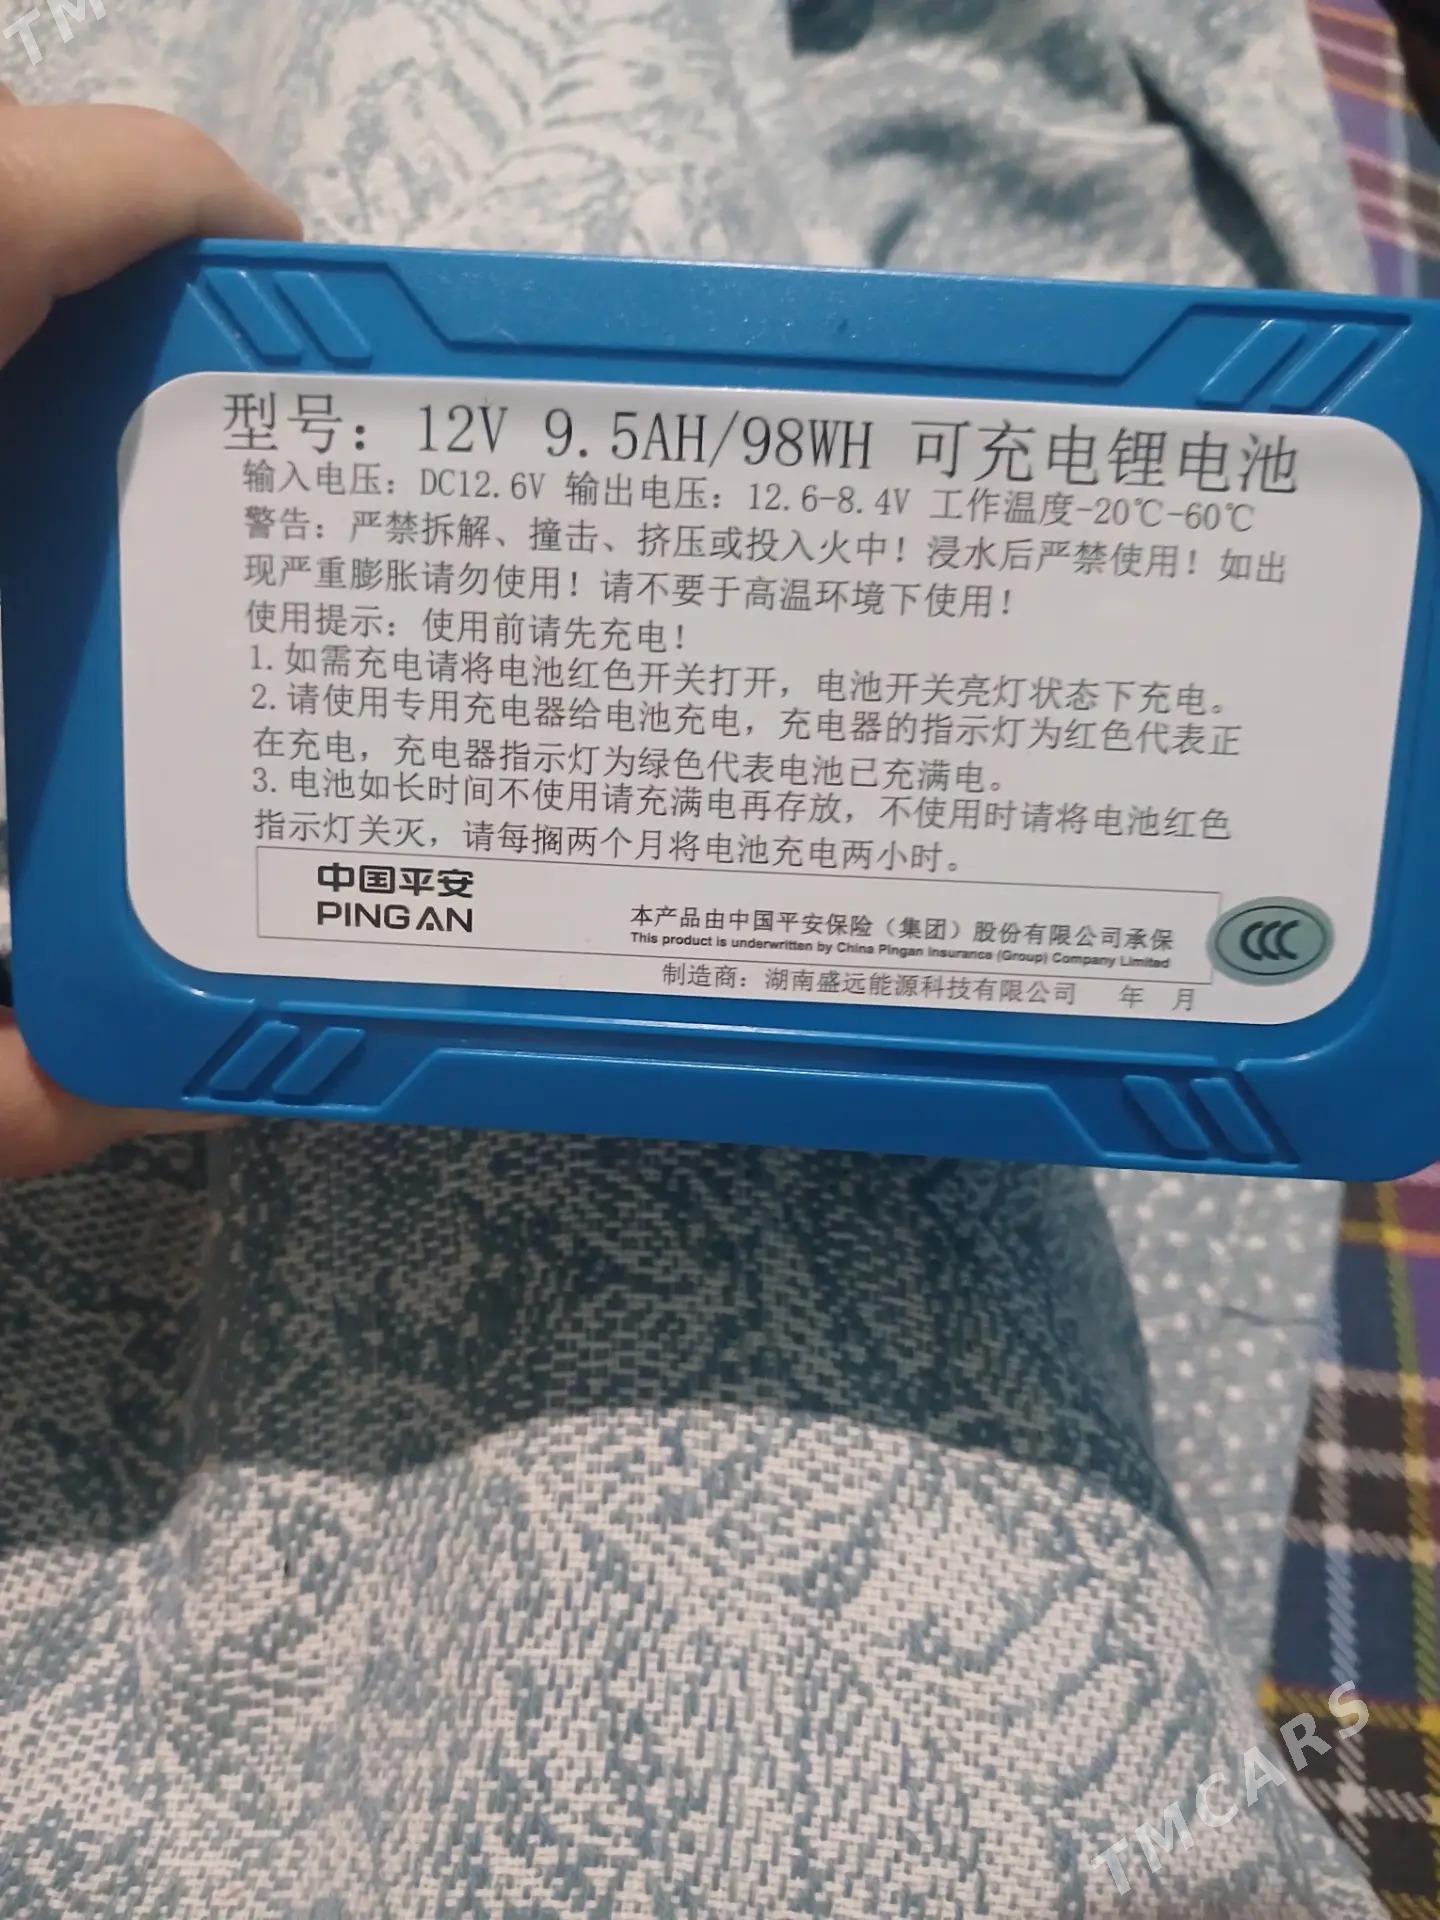 TM
型号：12V 9.5AH/98WH 可充电锂电池
输入电压：DC12.6V 输出电压：12.6-8.4V 工作温度-20℃-60℃
警告：严禁拆解、撞击、挤压或投入火中！浸水后严禁使用！如出
现严重膨胀请勿使用！请不要于高温环境下使用！
使用提示：使用前请先充电！
1.如需充电请将电池红色开关打开，电池开关亮灯状态下充电。
2.请使用专用充电器给电池充电，充电器的指示灯为红色代表正
在充电，充电器指示灯为绿色代表电池已充满电。
3.电池如长时间不使用请充满电再存放，不使用时请将电池红色
指示灯关灭，请每搁两个月将电池充电两小时。
中国平安
PINGAN
本产品由中国平安保险（集团）股份有限公司承保
This product is underwritten by China Pingan Insurance (Group) Company Limited
CCC
制造商：湖南盛远能源科技有限公司 年 月
TMCARS